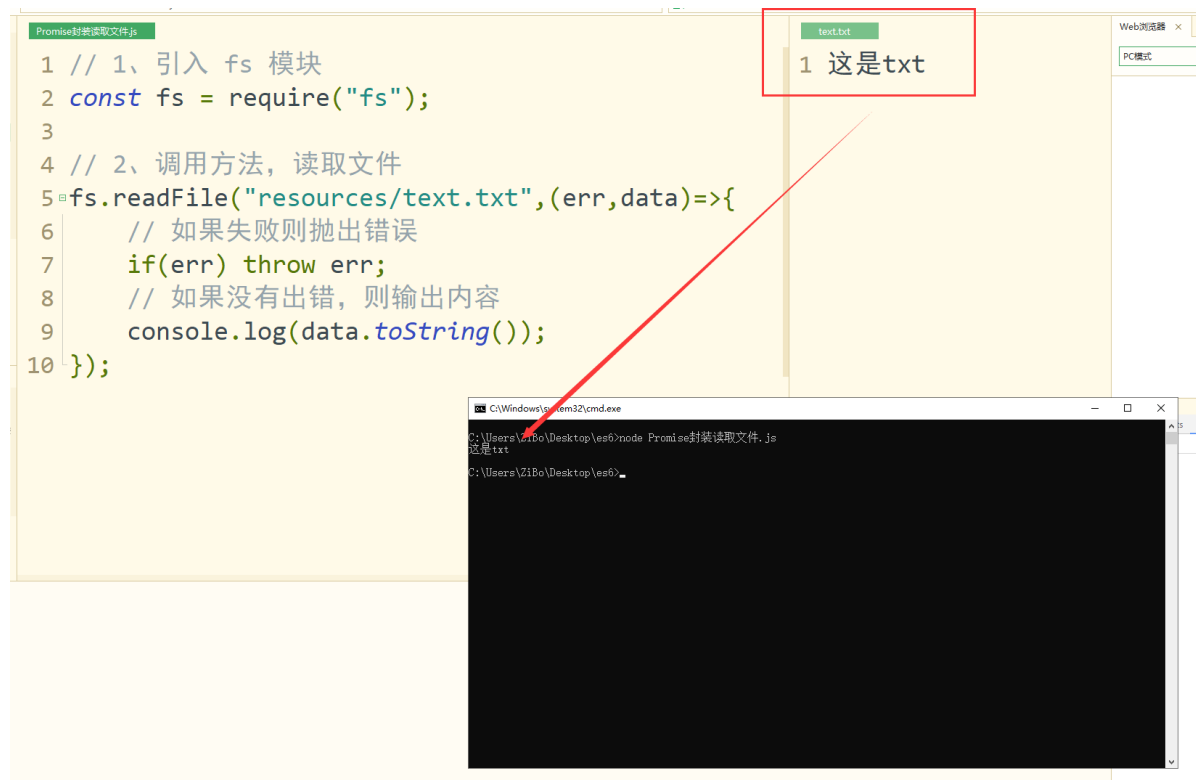 Promise封装读取文件.js
1 // 1、引入 fs 模块
2 const fs = require("fs");
3
4 // 2、调用方法，读取文件
5 fs.readFile("resources/text.txt",(err,data)=>{
6 // 如果失败则抛出错误
7 if(err) throw err;
8 // 如果没有出错，则输出内容
9 console.log(data.toString());
10 });
text.txt
1 这是txt
Web浏览器 ×
PC模式
C:\Windows\system32\cmd.exe
C:\Users\ZiBo\Desktop\es6>node Promise封装读取文件.js
这是txt
C:\Users\ZiBo\Desktop\es6>